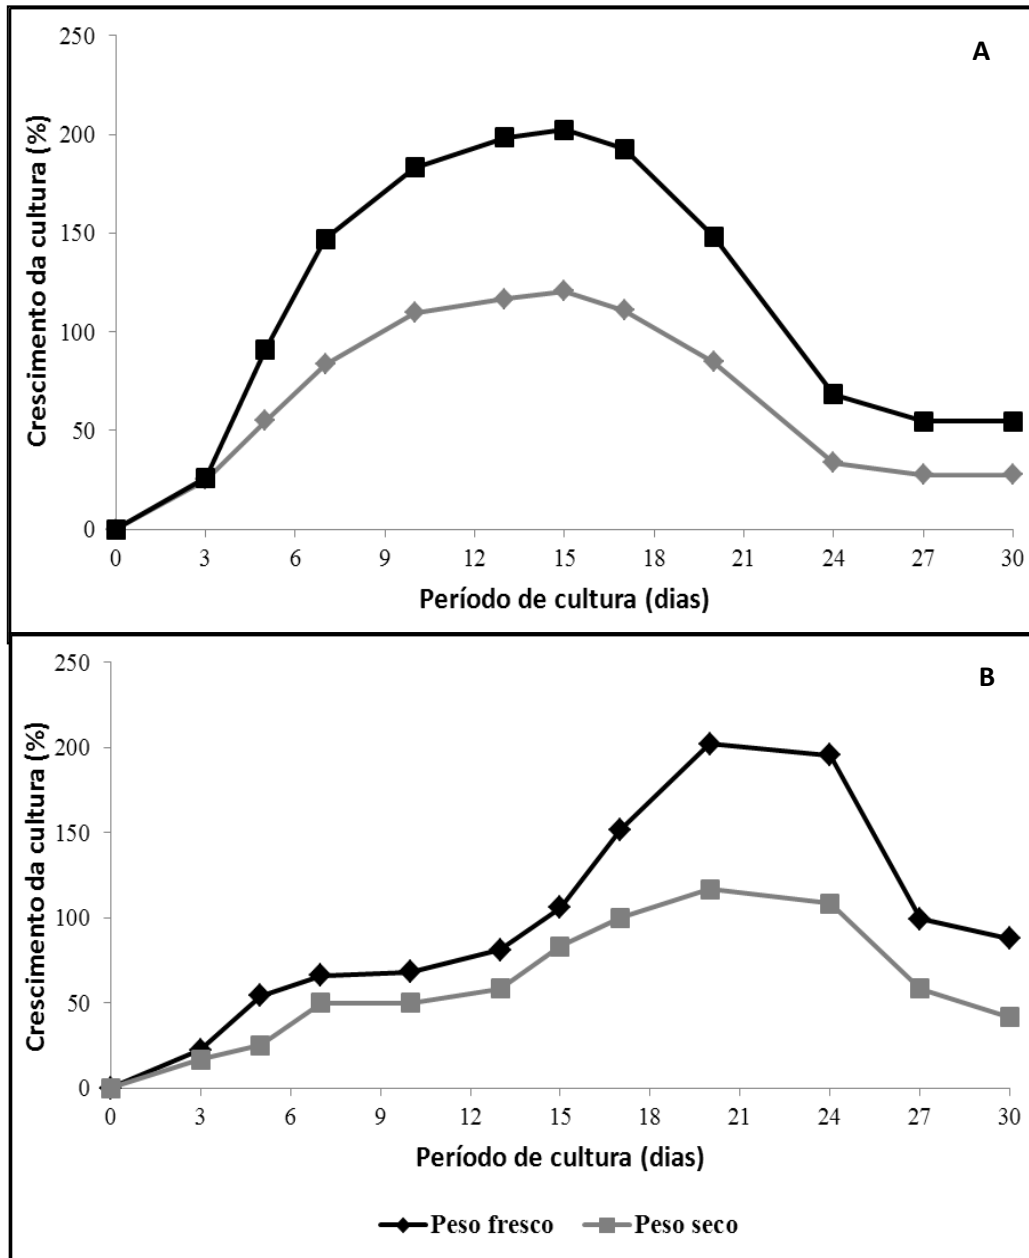 A
Crescimento da cultura (%)
250
200
150
100
50
0
0 3 6 9 12 15 18 21 24 27 30
Período de cultura (dias)
B
Crescimento da cultura (%)
250
200
150
100
50
0
0 3 6 9 12 15 18 21 24 27 30
Período de cultura (dias)
Peso fresco Peso seco